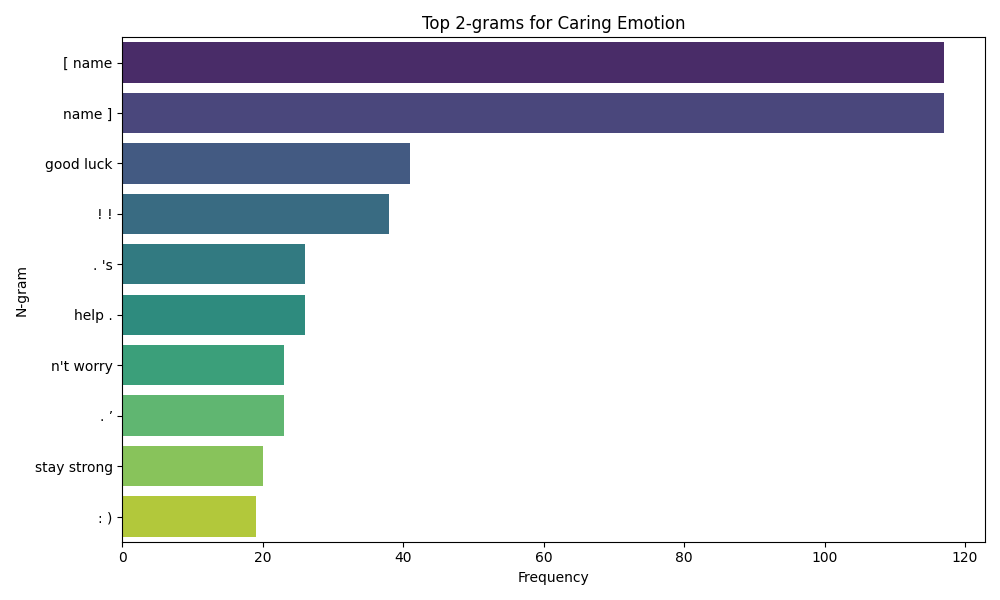 Top 2-grams for Caring Emotion
[ name
name ]
good luck
! !
. 's
help .
n't worry
. ’
stay strong
: )
N-gram
0 20 40 60 80 100 120
Frequency